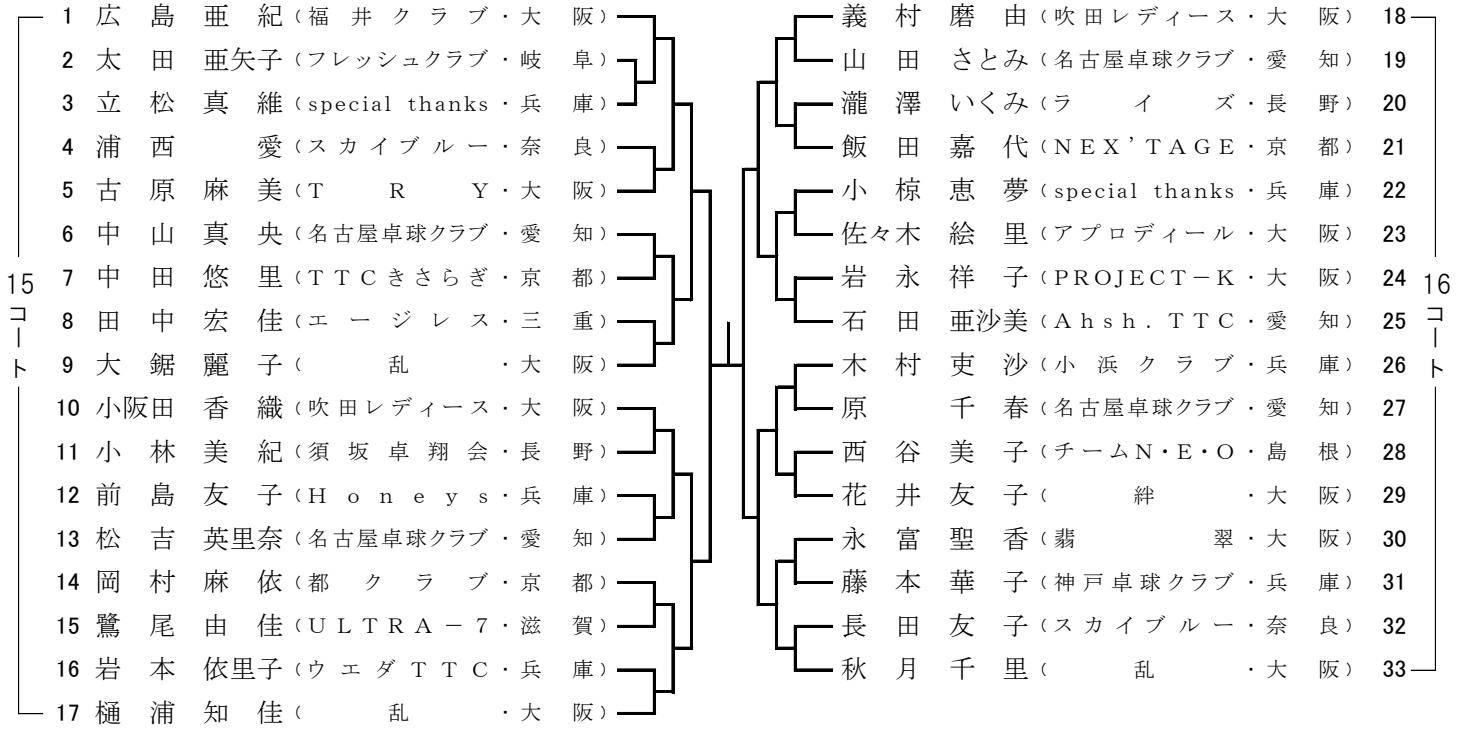 1 広島亜紀(福井クラブ・大阪)
2 太田亜矢子(フレッシュクラブ・岐阜)
3 立松真維(special thanks・兵庫)
4 浦西愛(スカイブルー・奈良)
5 古原麻美(TRY・大阪)
6 中山真央(名古屋卓球クラブ・愛知)
7 中田悠里(TTCきさらぎ・京都)
8 田中宏佳(エージレス・三重)
9 大鋸麗子(乱・大阪)
10 小阪田香織(吹田レディース・大阪)
11 小林美紀(須坂卓翔会・長野)
12 前島友子(Honeys・兵庫)
13 松吉英里奈(名古屋卓球クラブ・愛知)
14 岡村麻依(都クラブ・京都)
15 鷺尾由佳(ULTRA-7・滋賀)
16 岩本依里子(ウエダTTC・兵庫)
17 樋浦知佳(乱・大阪)
15コート
義村磨由(吹田レディース・大阪) 18
山田さとみ(名古屋卓球クラブ・愛知) 19
瀧澤いくみ(ライズ・長野) 20
飯田嘉代(NEX'TAGE・京都) 21
小椋恵夢(special thanks・兵庫) 22
佐々木絵里(アプロディール・大阪) 23
岩永祥子(PROJECT-K・大阪) 24
石田亜沙美(Ahsh.TTC・愛知) 25
木村吏沙(小浜クラブ・兵庫) 26
原千春(名古屋卓球クラブ・愛知) 27
西谷美子(チームN・E・O・島根) 28
花井友子(絆・大阪) 29
永富聖香(翡翠・大阪) 30
藤本華子(神戸卓球クラブ・兵庫) 31
長田友子(スカイブルー・奈良) 32
秋月千里(乱・大阪) 33
16コート